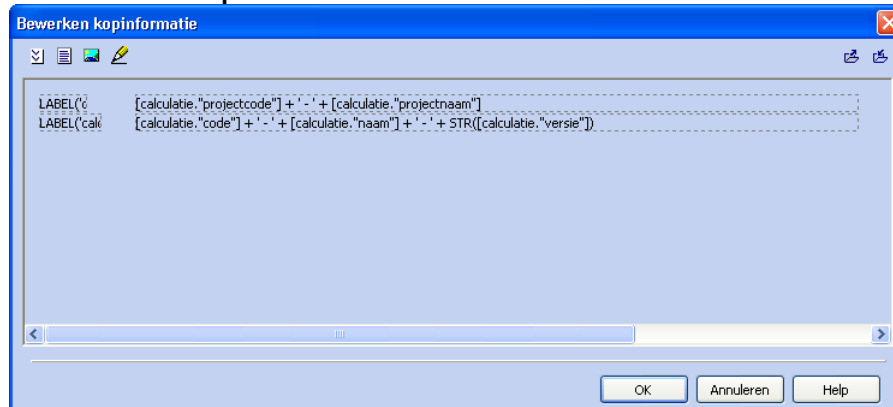 Bewerken kopinformatie
LABEL('c [calculatie."projectcode"] + ' - ' + [calculatie."projectnaam"]
LABEL('calc [calculatie."code"] + ' - ' + [calculatie."naam"] + ' - ' + STR([calculatie."versie"])
OK Annuleren Help